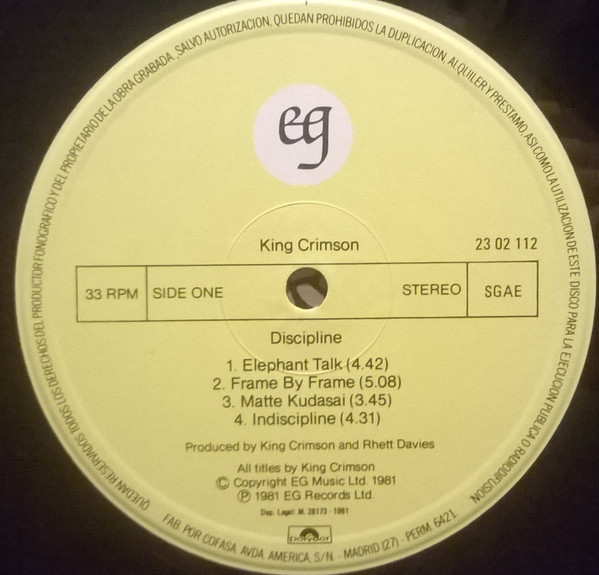 QUEDAN RESERVADOS TODOS LOS DERECHOS DEL PRODUCTOR FONOGRAFICO Y DEL PROPIETARIO DE LA OBRA GRABADA. SALVO AUTORIZACION, QUEDAN PROHIBIDOS LA DUPLICACION, ALQUILER Y PRESTAMO, ASI COMO LA UTILIZACION DE ESTE DISCO PARA LA EJECUCION PUBLICA O RADIODIFUSION.
eg
King Crimson
23 02 112
33 RPM SIDE ONE STEREO SGAE
Discipline
1. Elephant Talk (4.42)
2. Frame By Frame (5.08)
3. Matte Kudasai (3.45)
4. Indiscipline (4.31)
Produced by King Crimson and Rhett Davies
All titles by King Crimson
© Copyright EG Music Ltd. 1981
℗ 1981 EG Records Ltd.
Dep. Legal: M. 28173 - 1981
polydor
FAB. POR COFASA AVDA. AMERICA, S/N. - MADRID (27) - PERM. 6421